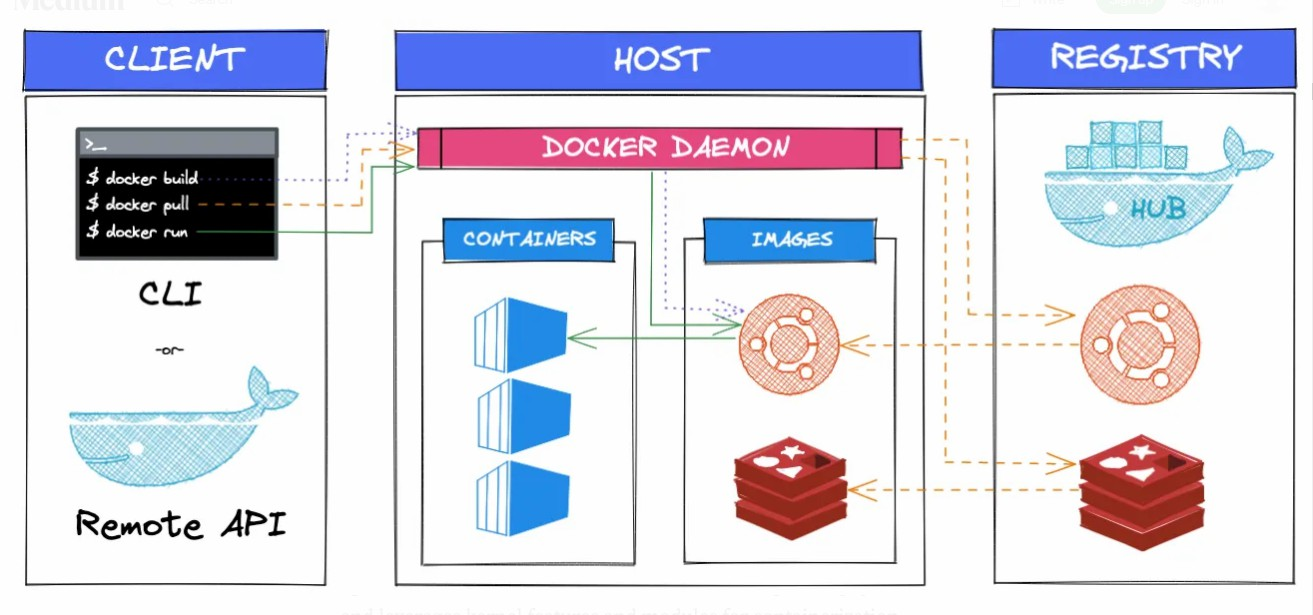 CLIENT
HOST
REGISTRY
>_
$ docker build
$ docker pull
$ docker run
CLI
-or-
Remote API
DOCKER DAEMON
CONTAINERS
IMAGES
HUB